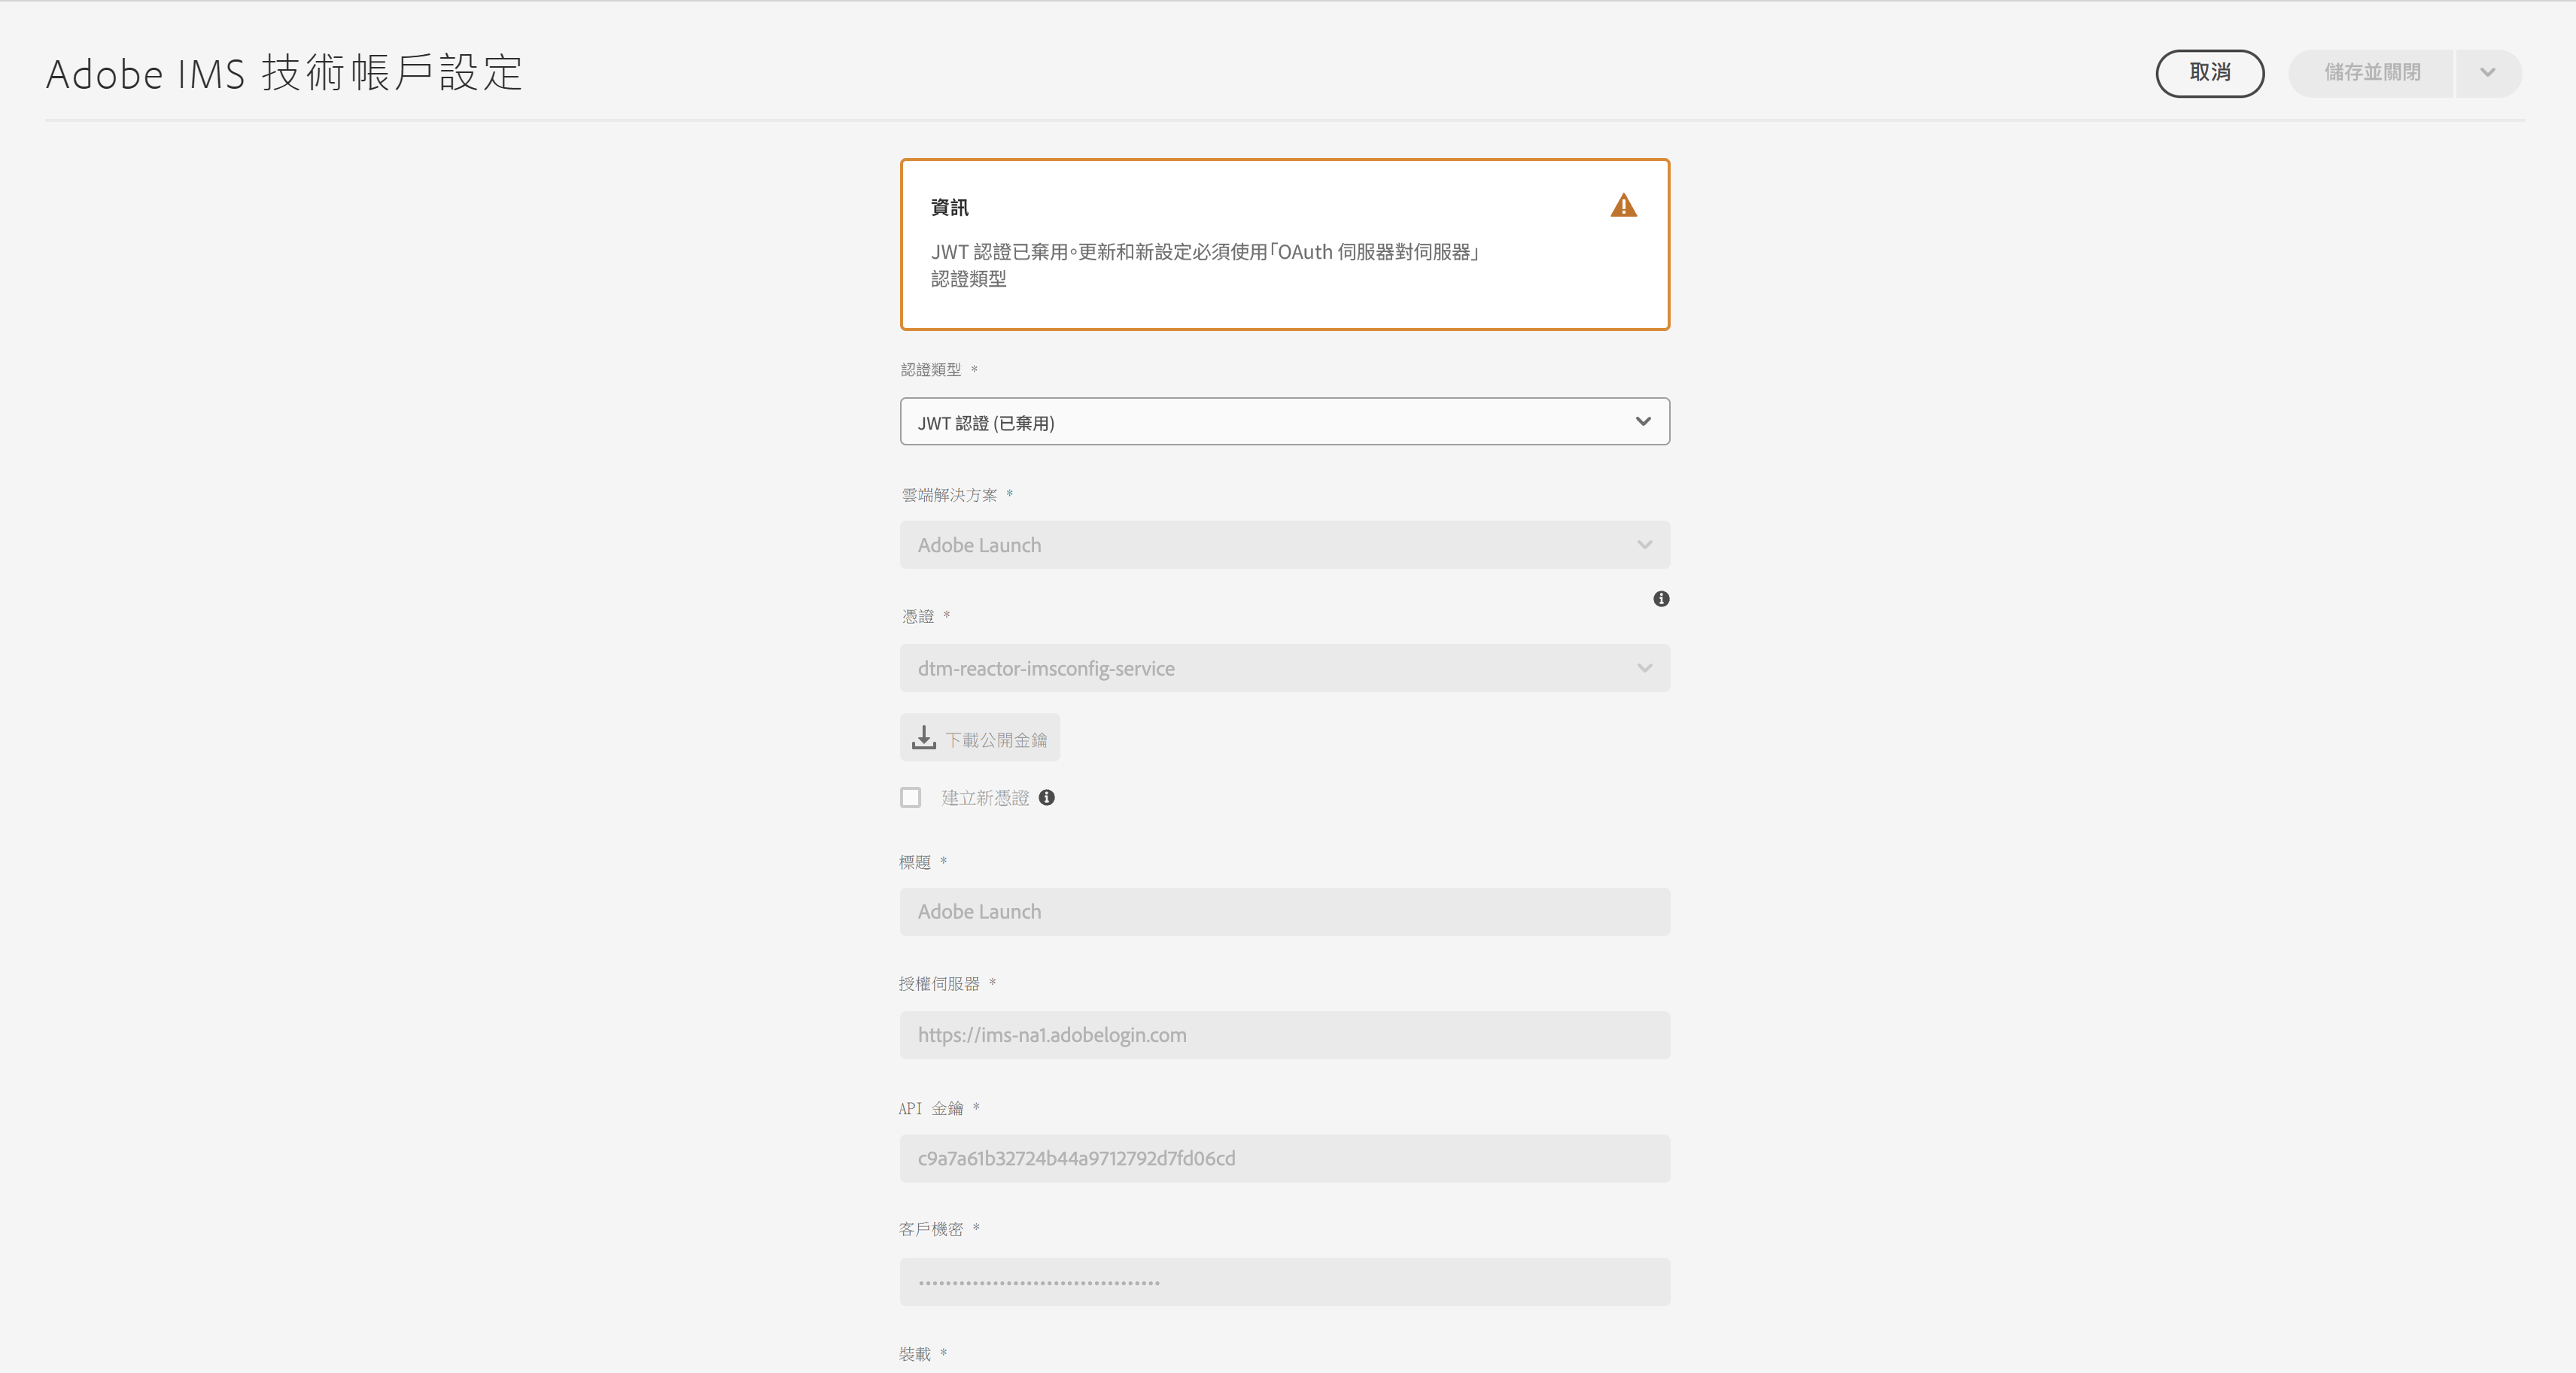 Adobe IMS 技術帳戶設定
取消
儲存並關閉
資訊
JWT 認證已棄用。更新和新設定必須使用「OAuth 伺服器對伺服器」
認證類型
認證類型 *
JWT 認證 (已棄用)
雲端解決方案 *
Adobe Launch
憑證 *
dtm-reactor-imsconfig-service
下載公開金鑰
建立新憑證
標題 *
Adobe Launch
授權伺服器 *
https://ims-na1.adobelogin.com
API 金鑰 *
c9a7a61b32724b44a9712792d7fd06cd
客戶機密 *
••••••••••••••••••••••••••••••••••••
裝載 *